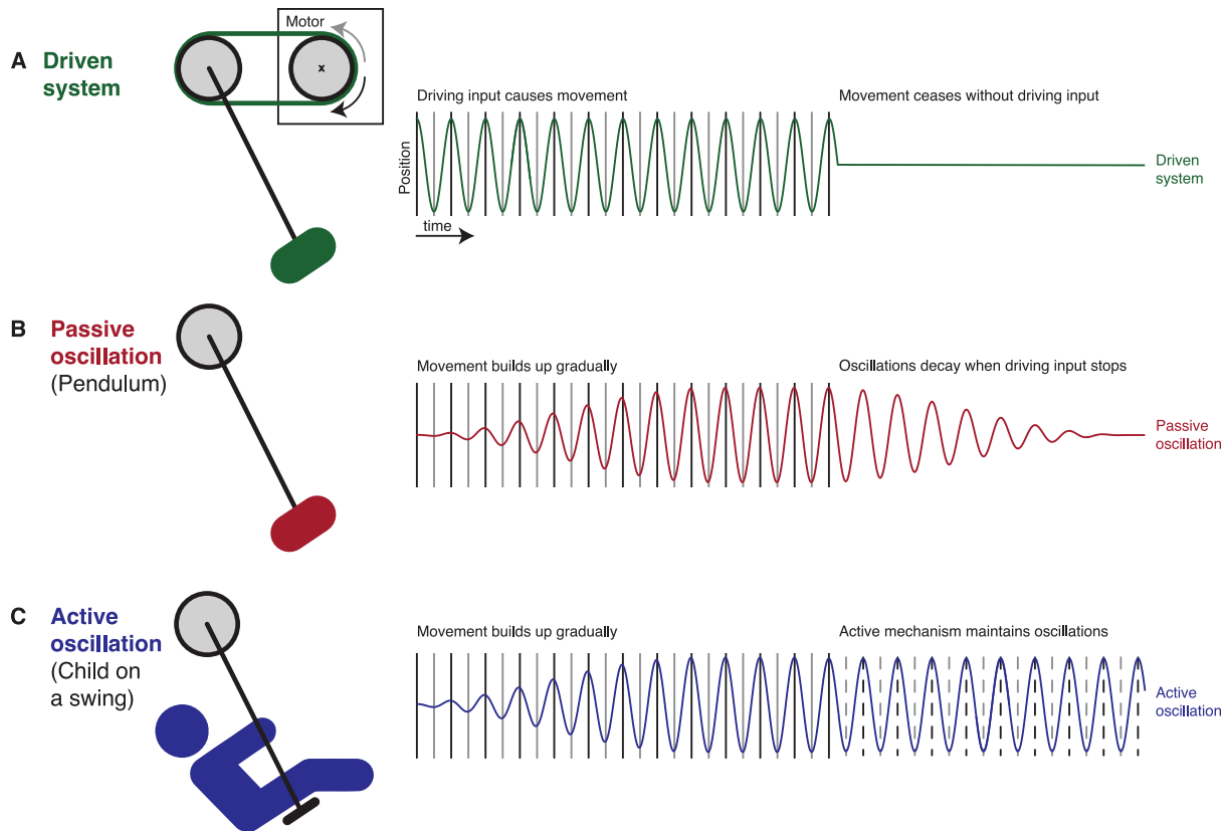 Motor
A Driven
system
Driving input causes movement
Movement ceases without driving input
Position
time
Driven
system
B Passive
oscillation
(Pendulum)
Movement builds up gradually
Oscillations decay when driving input stops
Passive
oscillation
C Active
oscillation
(Child on
a swing)
Movement builds up gradually
Active mechanism maintains oscillations
Active
oscillation
x